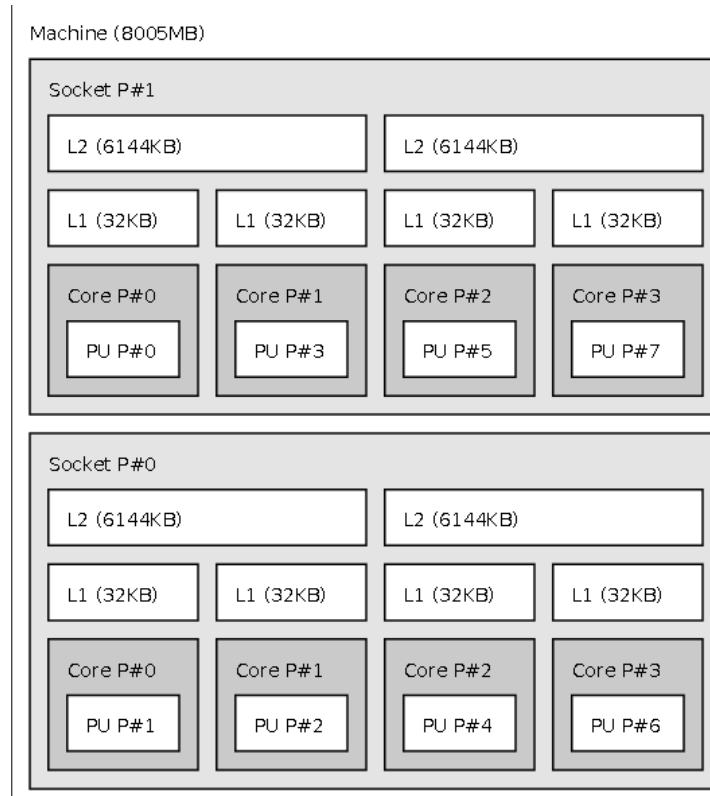 Machine (8005MB)
Socket P#1
L2 (6144KB) L2 (6144KB)
L1 (32KB) L1 (32KB) L1 (32KB) L1 (32KB)
Core P#0 Core P#1 Core P#2 Core P#3
PU P#0 PU P#3 PU P#5 PU P#7
Socket P#0
L2 (6144KB) L2 (6144KB)
L1 (32KB) L1 (32KB) L1 (32KB) L1 (32KB)
Core P#0 Core P#1 Core P#2 Core P#3
PU P#1 PU P#2 PU P#4 PU P#6